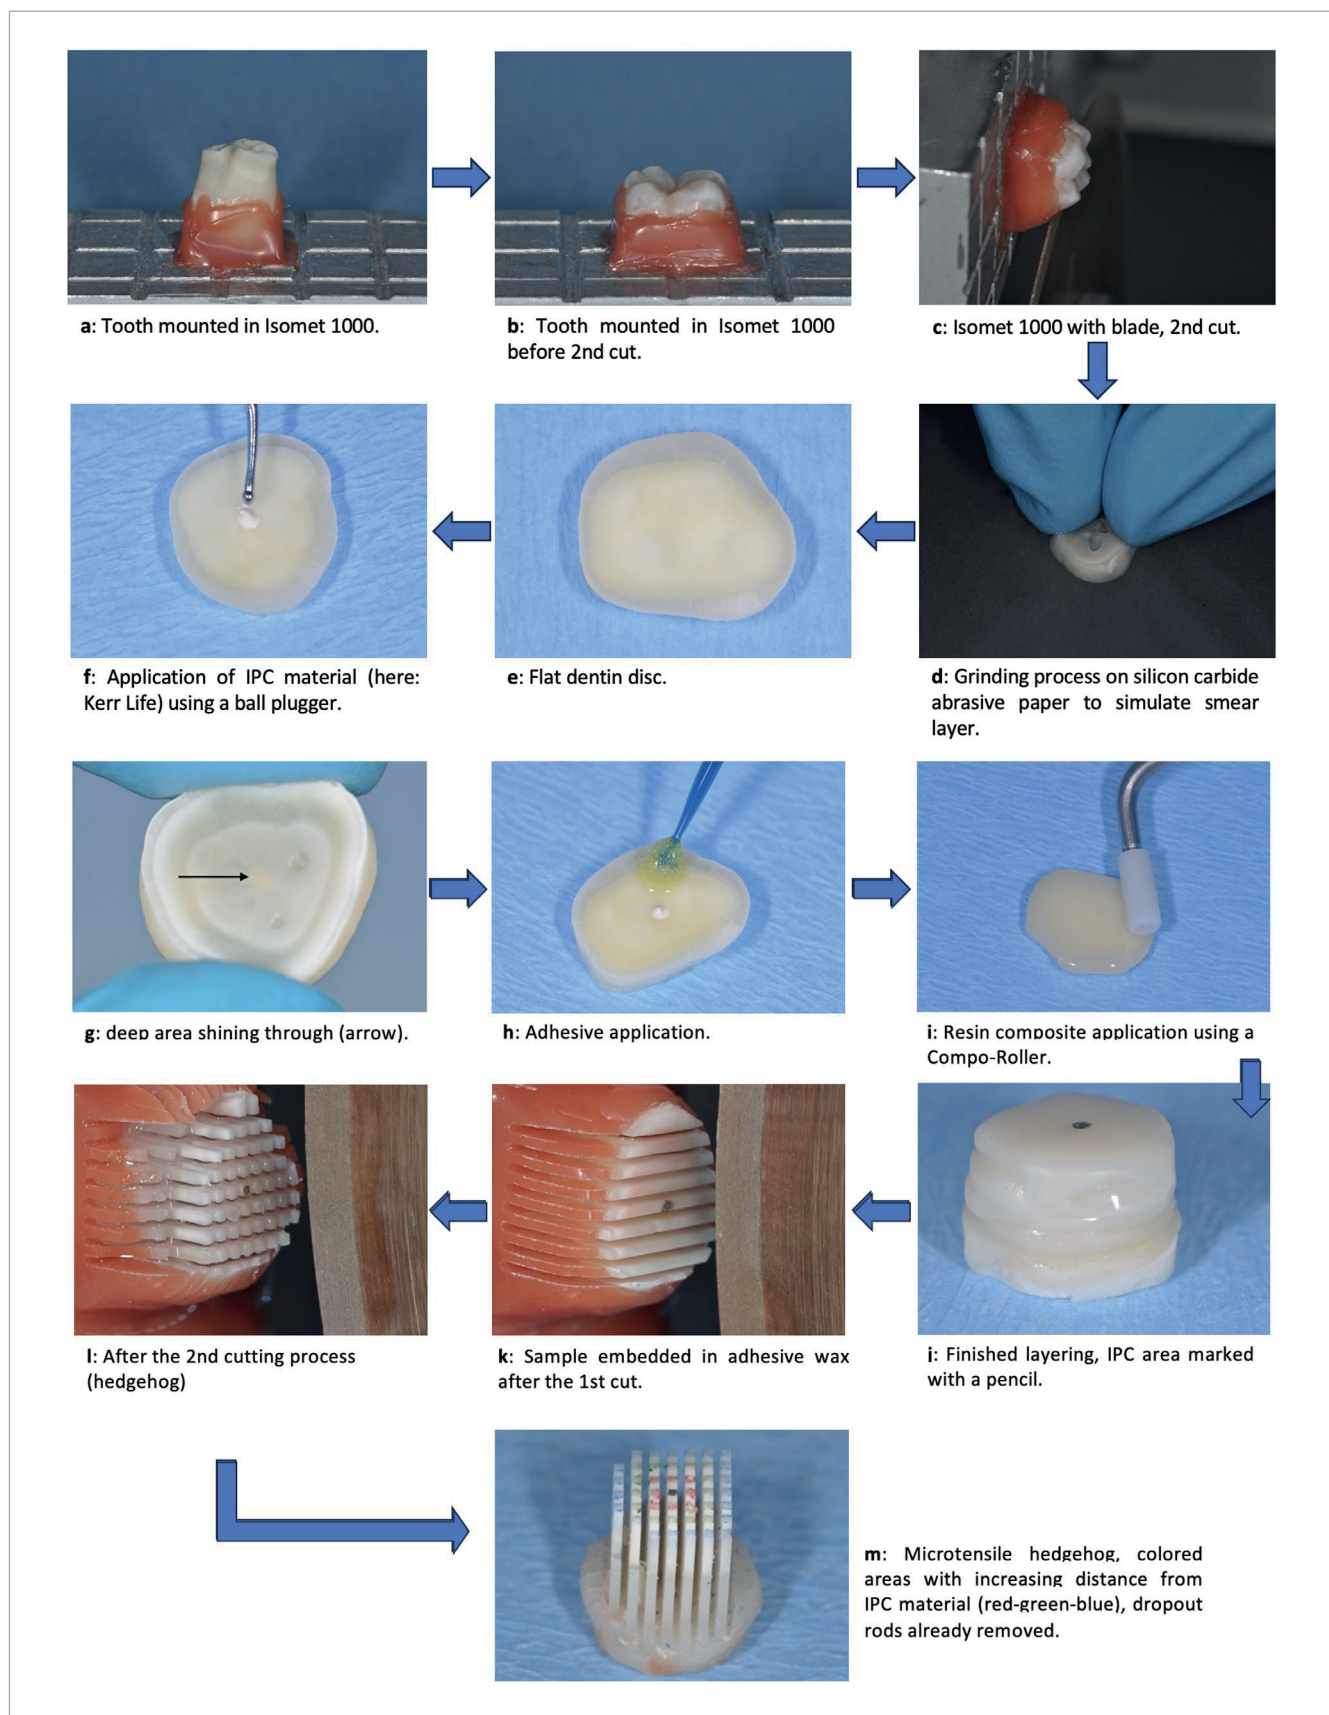 a: Tooth mounted in Isomet 1000.
b: Tooth mounted in Isomet 1000
before 2nd cut.
c: Isomet 1000 with blade, 2nd cut.
f: Application of IPC material (here:
Kerr Life) using a ball plugger.
e: Flat dentin disc.
d: Grinding process on silicon carbide
abrasive paper to simulate smear
layer.
g: deep area shining through (arrow).
h: Adhesive application.
i: Resin composite application using a
Compo-Roller.
l: After the 2nd cutting process
(hedgehog)
k: Sample embedded in adhesive wax
after the 1st cut.
j: Finished layering, IPC area marked
with a pencil.
m: Microtensile hedgehog, colored
areas with increasing distance from
IPC material (red-green-blue), dropout
rods already removed.